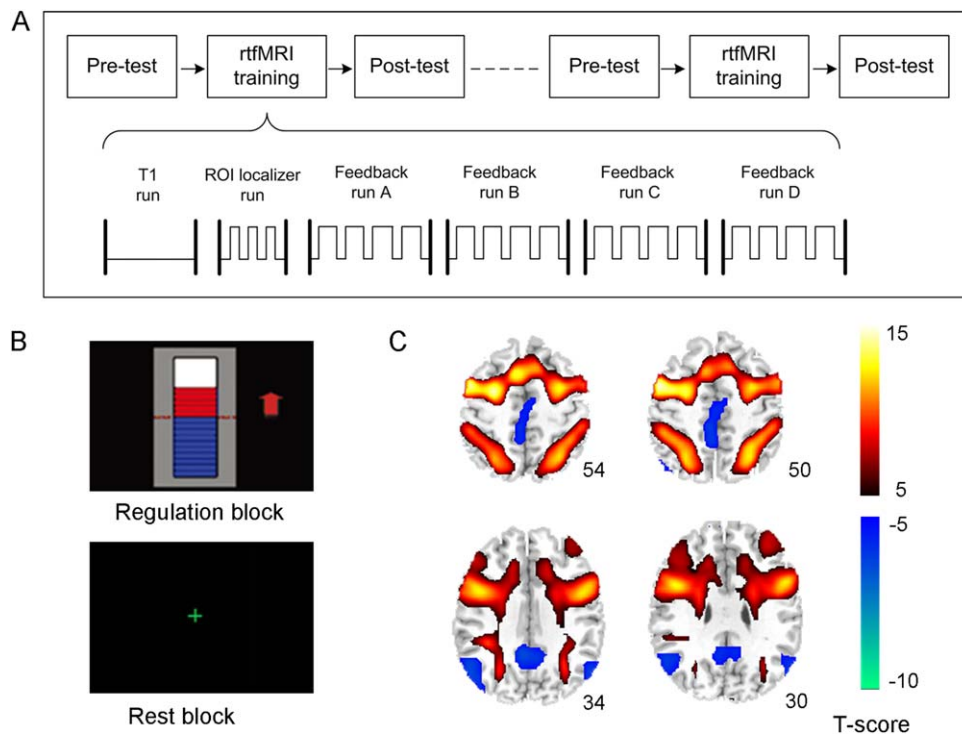 A
Pre-test
rtfMRI
training
Post-test
Pre-test
rtfMRI
training
Post-test
T1
run
ROI localizer
run
Feedback
run A
Feedback
run B
Feedback
run C
Feedback
run D
B
Regulation block
Rest block
C
54
50
34
30
15
5
-5
-10
T-score